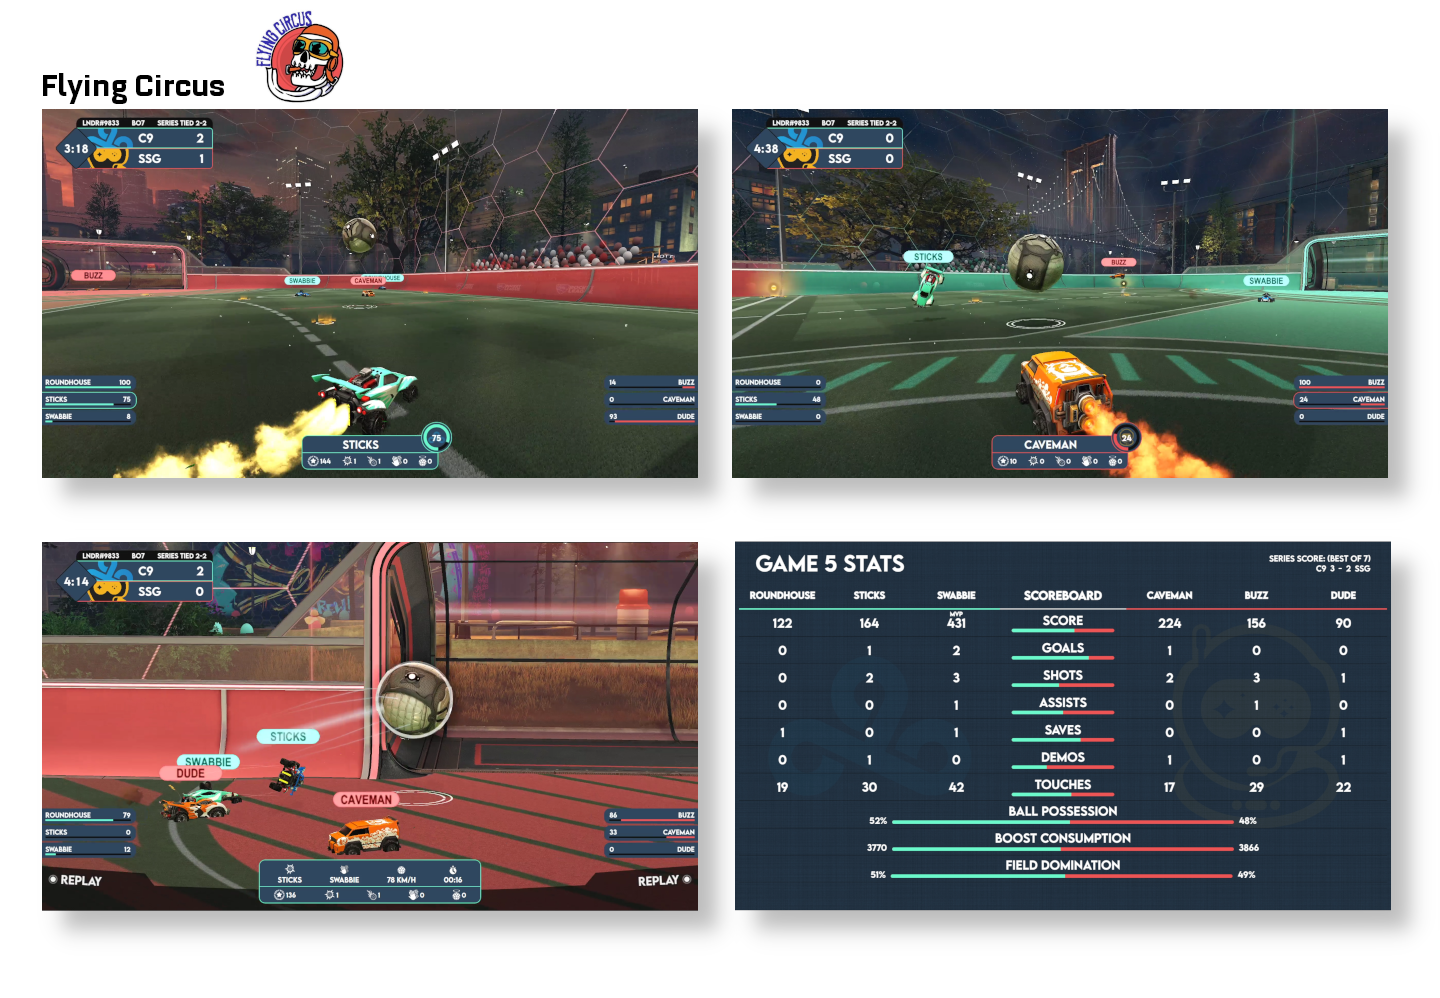 FLYING CIRCUS
Flying Circus
LNDR#9833 BO7 SERIES TIED 2-2
3:18
C9 2
SSG 1
BUZZ
SWABBIE
CAVEMAN
ROUNDHOUSE 100
STICKS 75
SWABBIE 8
14 BUZZ
0 CAVEMAN
93 DUDE
STICKS
75
144 1 1 0 0
LNDR#9833 BO7 SERIES TIED 2-2
4:38
C9 0
SSG 0
STICKS
BUZZ
SWABBIE
ROUNDHOUSE 0
STICKS 48
SWABBIE 0
100 BUZZ
24 CAVEMAN
0 DUDE
CAVEMAN
24
10 0 0 0 0
LNDR#9833 BO7 SERIES TIED 2-2
4:14
C9 2
SSG 0
STICKS
SWABBIE
DUDE
CAVEMAN
ROUNDHOUSE 79
STICKS 0
SWABBIE 12
86 BUZZ
33 CAVEMAN
0 DUDE
REPLAY
STICKS SWABBIE 78 KM/H 00:16
136 1 1 0 0
REPLAY
GAME 5 STATS
SERIES SCORE: (BEST OF 7)
C9 3 - 2 SSG
ROUNDHOUSE STICKS SWABBIE SCOREBOARD CAVEMAN BUZZ DUDE
MVP
122 164 431 SCORE 224 156 90
0 1 2 GOALS 1 0 0
0 2 3 SHOTS 2 3 1
0 0 1 ASSISTS 0 1 0
1 0 1 SAVES 0 0 1
0 1 0 DEMOS 1 0 1
19 30 42 TOUCHES 17 29 22
BALL POSSESSION
52% 48%
BOOST CONSUMPTION
3770 3866
FIELD DOMINATION
51% 49%